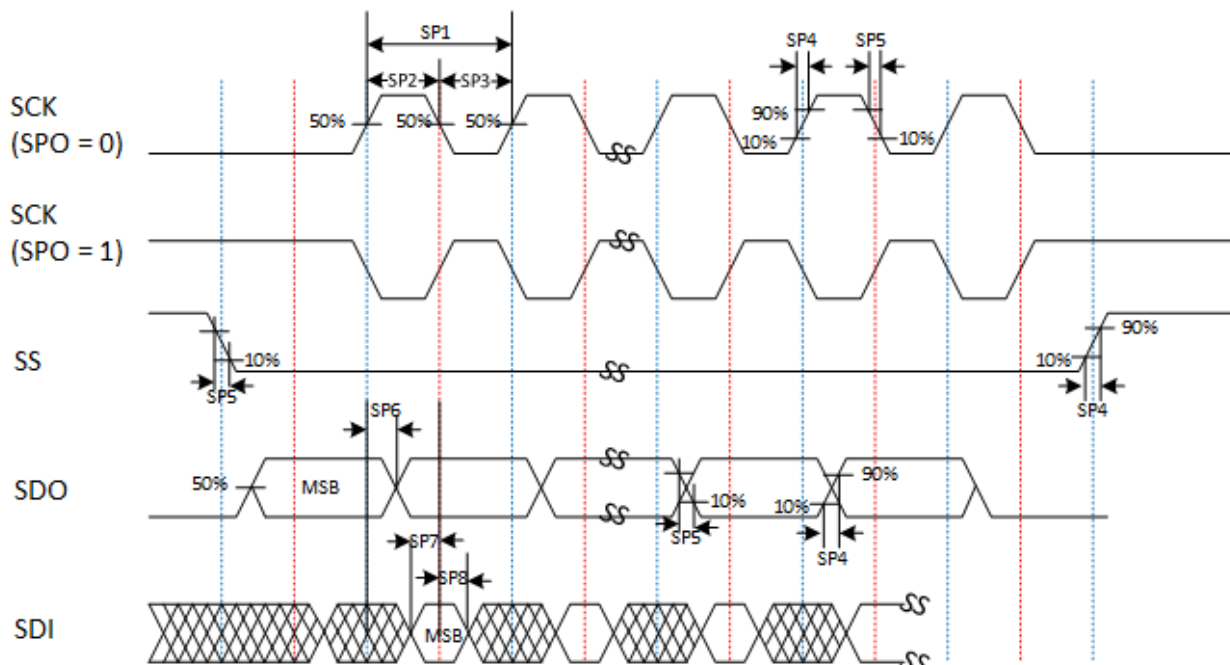 SP1
SP4 SP5
SP2 SP3
SCK
(SPO = 0)
50% 50% 50% 90%
10% 10%
SCK
(SPO = 1)
SS
10% 10% 90%
SP5 SP4
SP6
SDO
50% MSB 10% 10% 90%
SP5 SP4
SP7
SP8
SDI
MSB